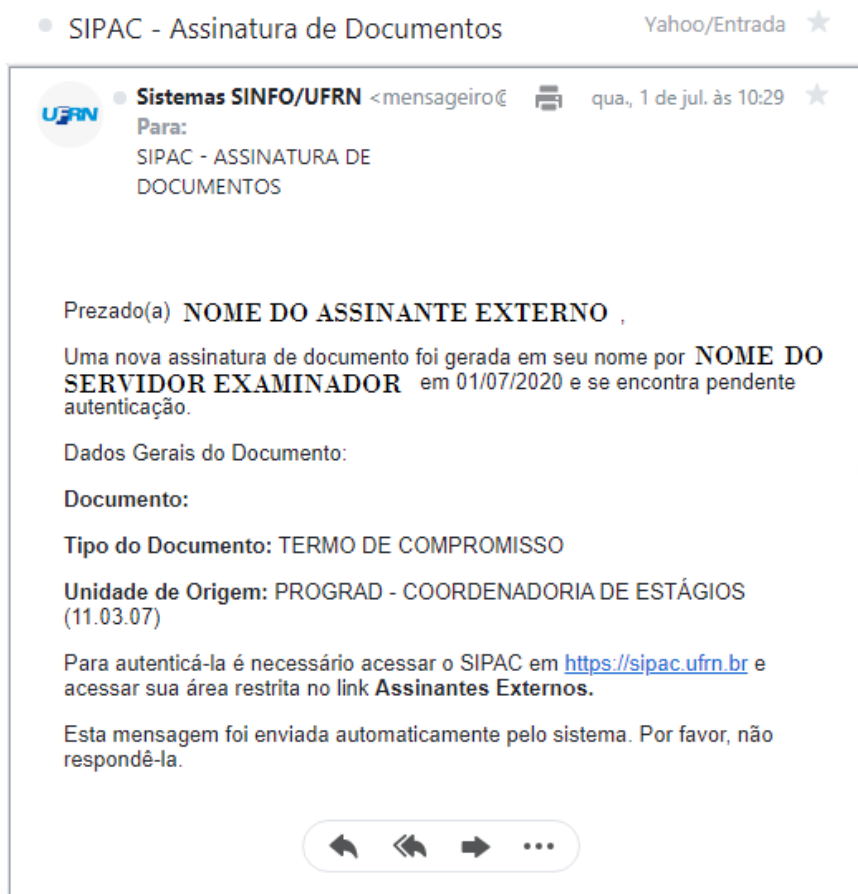 SIPAC - Assinatura de Documentos
Yahoo/Entrada
UFRN
Sistemas SINFO/UFRN <mensageiro@
qua., 1 de jul. às 10:29
Para:
SIPAC - ASSINATURA DE
DOCUMENTOS
Prezado(a) NOME DO ASSINANTE EXTERNO ,
Uma nova assinatura de documento foi gerada em seu nome por NOME DO
SERVIDOR EXAMINADOR em 01/07/2020 e se encontra pendente
autenticação.
Dados Gerais do Documento:
Documento:
Tipo do Documento: TERMO DE COMPROMISSO
Unidade de Origem: PROGRAD - COORDENADORIA DE ESTÁGIOS
(11.03.07)
Para autenticá-la é necessário acessar o SIPAC em https://sipac.ufrn.br e
acessar sua área restrita no link Assinantes Externos.
Esta mensagem foi enviada automaticamente pelo sistema. Por favor, não
respondê-la.